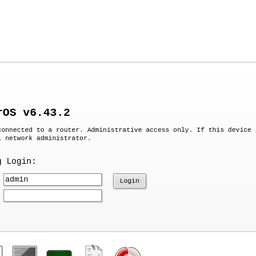 rOS v6.43.2
connected to a router. Administrative access only. If this device
network administrator.
Login:
admin
Login